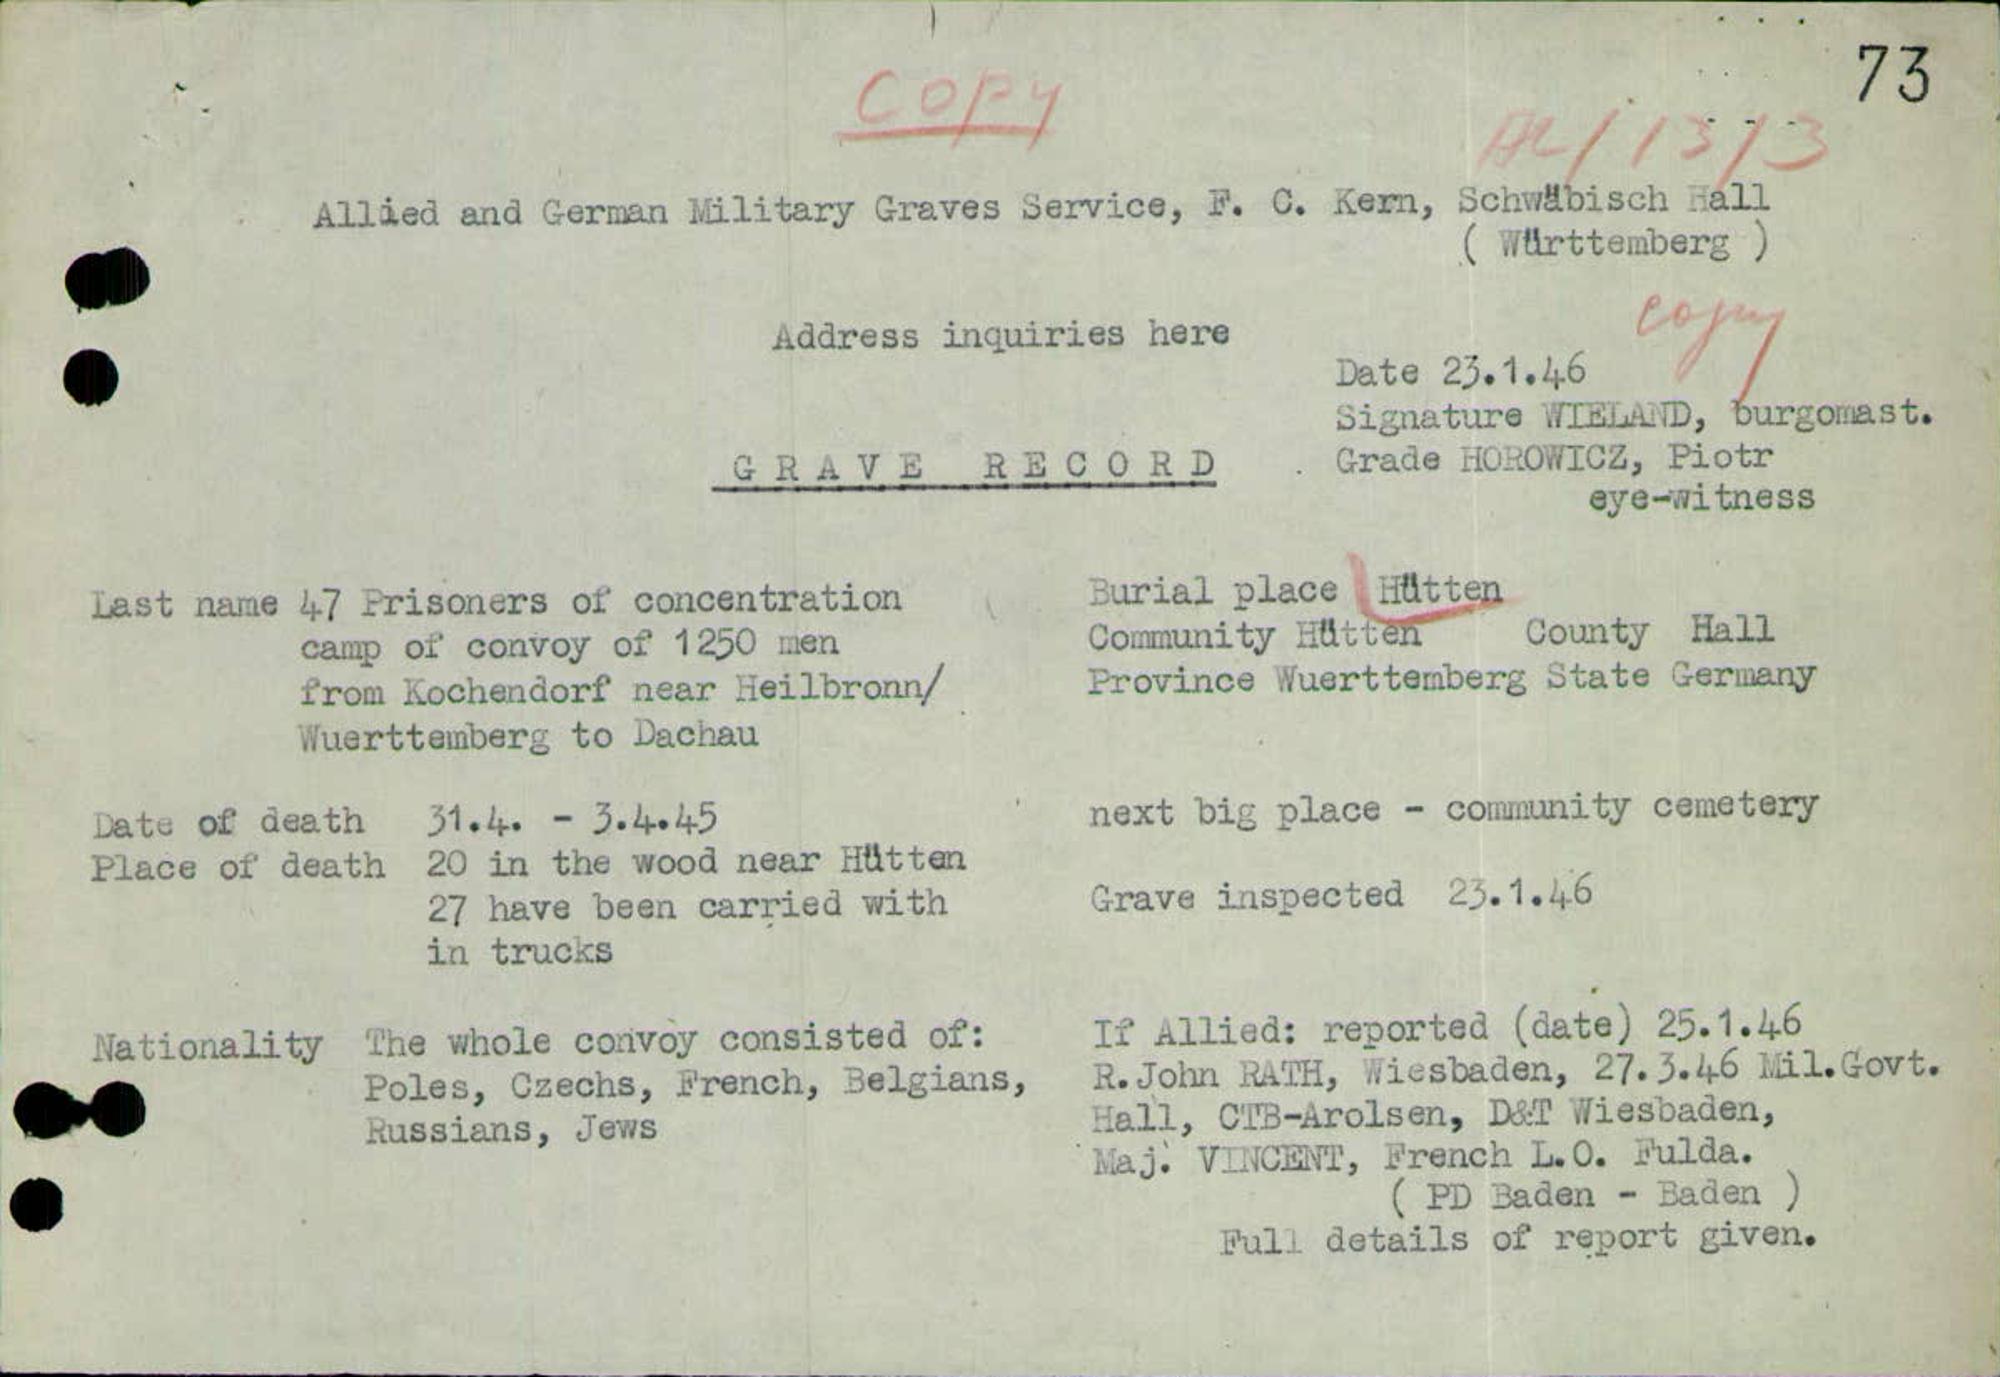 73
COPY
AL/13/3
Allied and German Military Graves Service, F. C. Kern, Schwäbisch Hall
( Württemberg )
copy
Address inquiries here
Date 23.1.46
Signature WIELAND, burgomast.
GRAVE RECORD
Grade HOROWICZ, Piotr
eye-witness
Last name 47 Prisoners of concentration
camp of convoy of 1250 men
from Kochendorf near Heilbronn/
Wuerttemberg to Dachau
Date of death 31.4. - 3.4.45
Place of death 20 in the wood near Hütten
27 have been carried with
in trucks
Nationality The whole convoy consisted of:
Poles, Czechs, French, Belgians,
Russians, Jews
Burial place Hütten
Community Hütten County Hall
Province Wuerttemberg State Germany
next big place - community cemetery
Grave inspected 23.1.46
If Allied: reported (date) 25.1.46
R.John RATH, Wiesbaden, 27.3.46 Mil.Govt.
Hall, CTB-Arolsen, D&T Wiesbaden,
Maj. VINCENT, French L.O. Fulda.
( PD Baden - Baden )
Full details of report given.